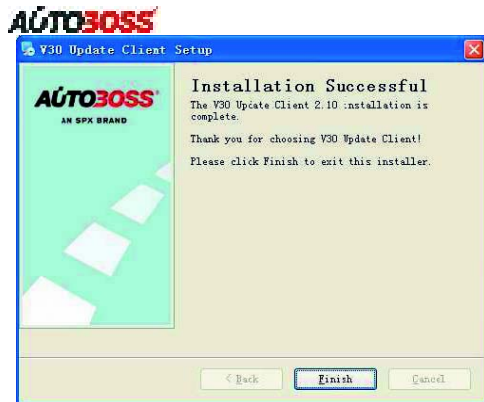 AUTOBOSS
V30 Update Client Setup
AUTOBOSS
AN SPX BRAND
Installation Successful
The V30 Update Client 2.10 installation is
complete.
Thank you for choosing V30 Update Client!
Please click Finish to exit this installer.
< Back
Finish
Cancel